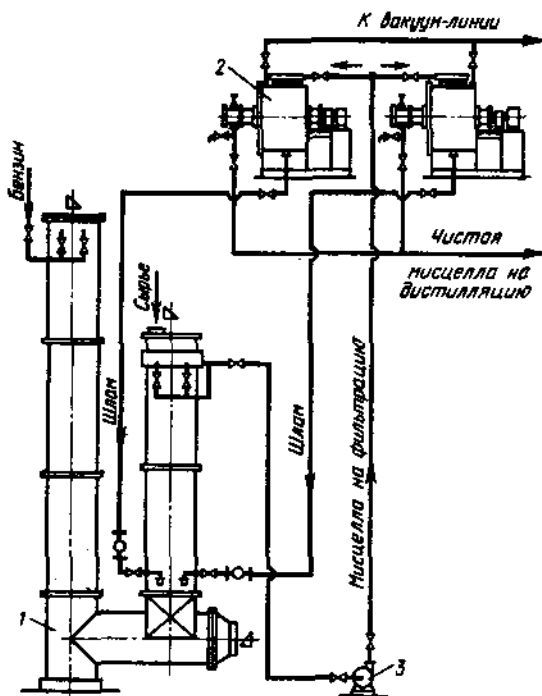 К вакуум-линии
2
Бензин
Чистая
мисцелла на
дистилляцию
Сырье
Шлам
Шлам
Мисцелла на фильтрацию
1
3